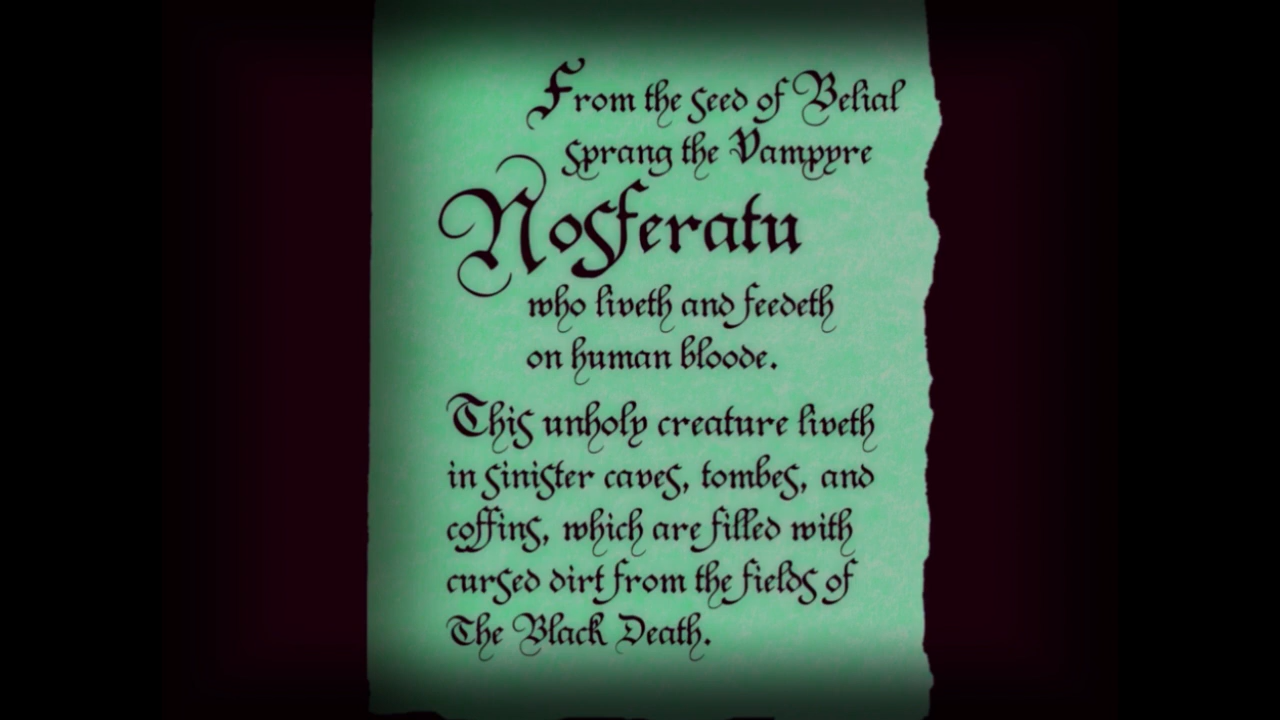 From the seed of Belial
sprang the Vampyre
Nosferatu
who liveth and feedeth
on human bloode.
This unholy creature liveth
in sinister caves, tombes, and
coffins, which are filled with
cursed dirt from the fields of
The Black Death.